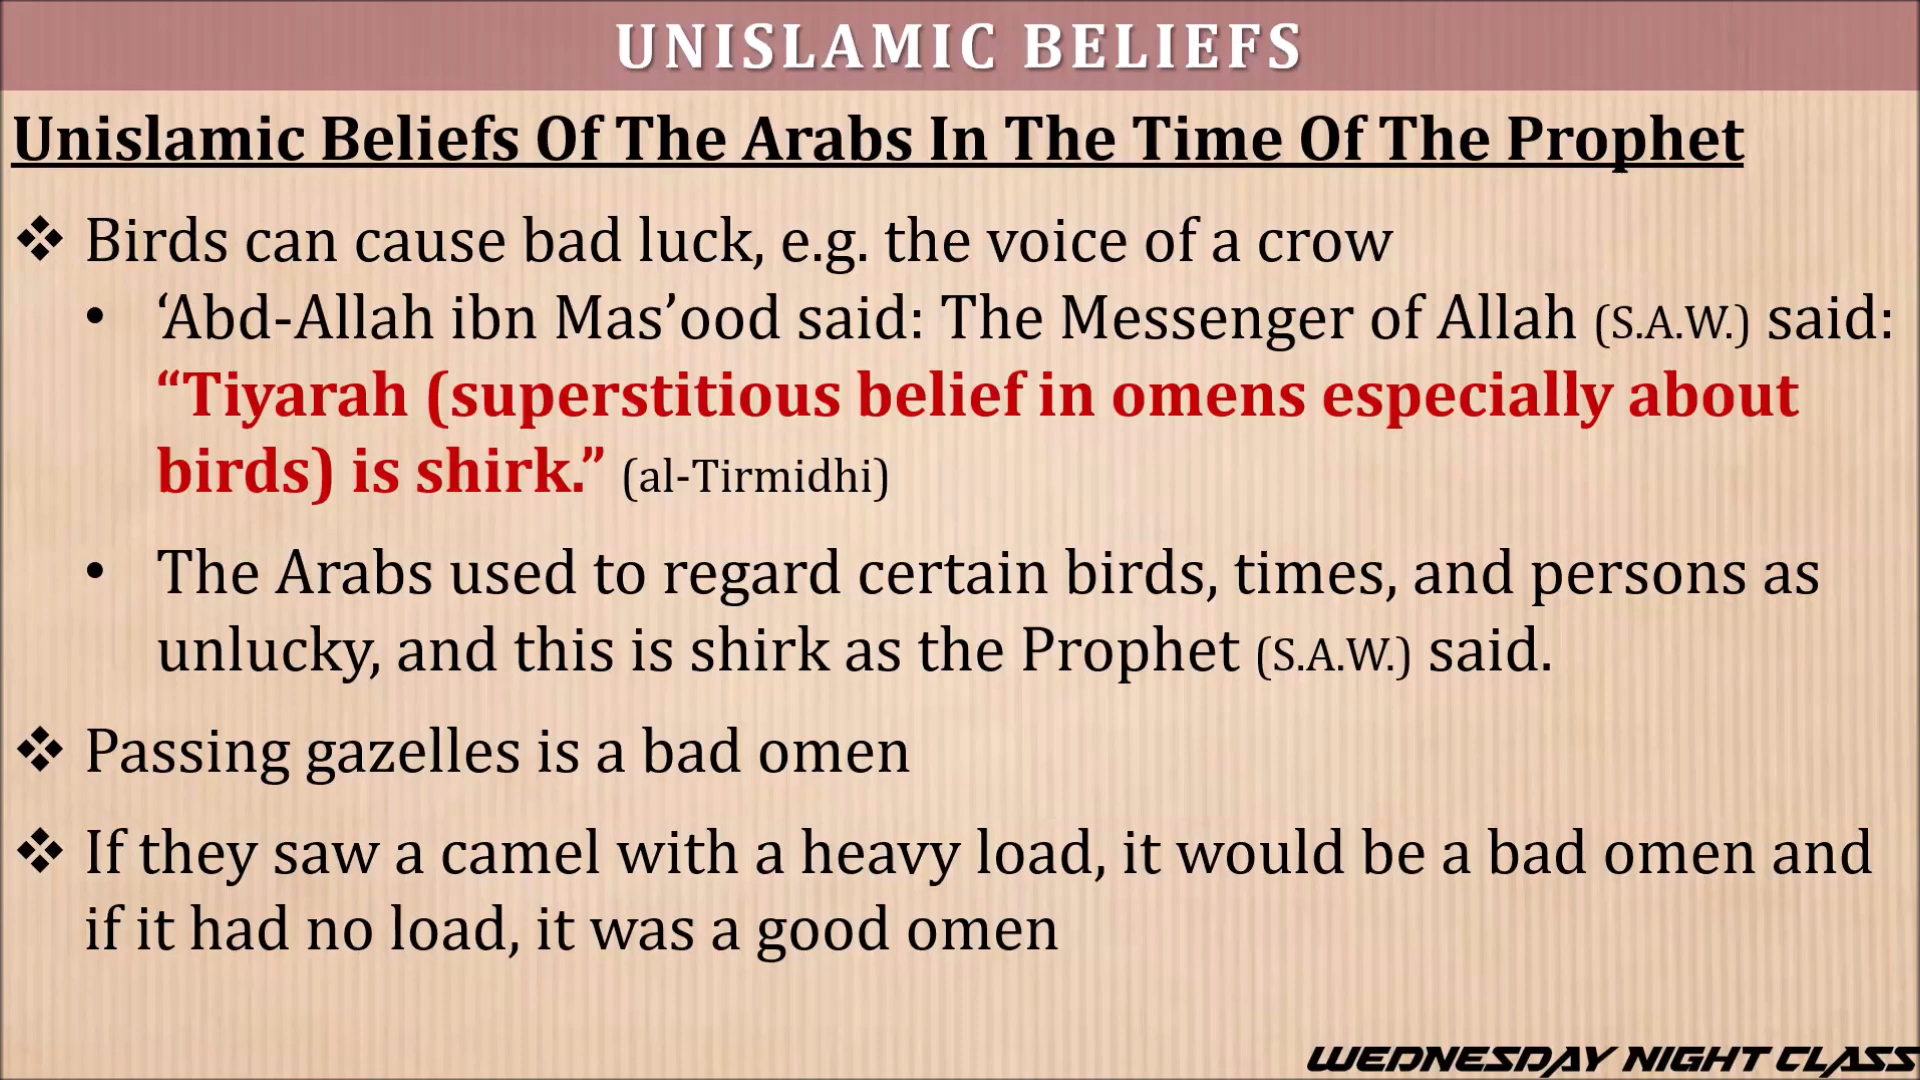 UNISLAMIC BELIEFS
Unislamic Beliefs Of The Arabs In The Time Of The Prophet
❖ Birds can cause bad luck, e.g. the voice of a crow
• ‘Abd-Allah ibn Mas’ood said: The Messenger of Allah (S.A.W.) said:
“Tiyarah (superstitious belief in omens especially about
birds) is shirk.” (al-Tirmidhi)
• The Arabs used to regard certain birds, times, and persons as
unlucky, and this is shirk as the Prophet (S.A.W.) said.
❖ Passing gazelles is a bad omen
❖ If they saw a camel with a heavy load, it would be a bad omen and
if it had no load, it was a good omen
WEDNESDAY NIGHT CLASS